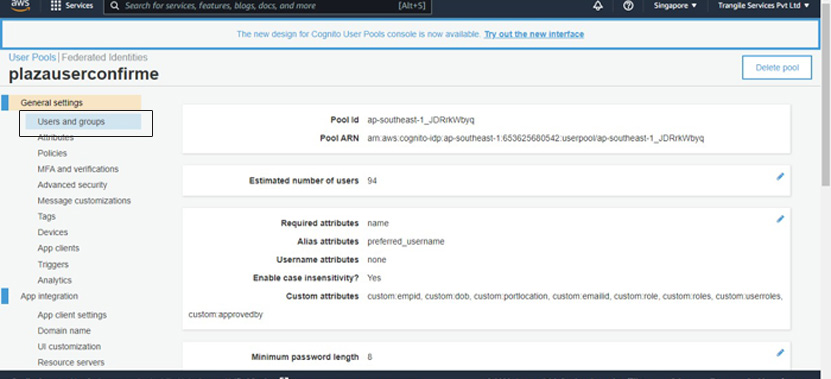 aws
Services
Search for services, features, blogs, docs, and more
[Alt+S]
Singapore
Trangile Services Pvt Ltd
The new design for Cognito User Pools console is now available. Try out the new interface
User Pools | Federated Identities
plazauserconfirme
Delete pool
General settings
Users and groups
Attributes
Policies
MFA and verifications
Advanced security
Message customizations
Tags
Devices
App clients
Triggers
Analytics
App integration
App client settings
Domain name
UI customization
Resource servers
Pool Id ap-southeast-1_JDRrkWbyq
Pool ARN arn:aws:cognito-idp:ap-southeast-1:653625680542:userpool/ap-southeast-1_JDRrkWbyq
Estimated number of users 94
Required attributes name
Alias attributes preferred_username
Username attributes none
Enable case insensitivity? Yes
Custom attributes custom:empid, custom:dob, custom:portlocation, custom:emailid, custom:role, custom:roles, custom:userroles,
custom:approvedby
Minimum password length 8